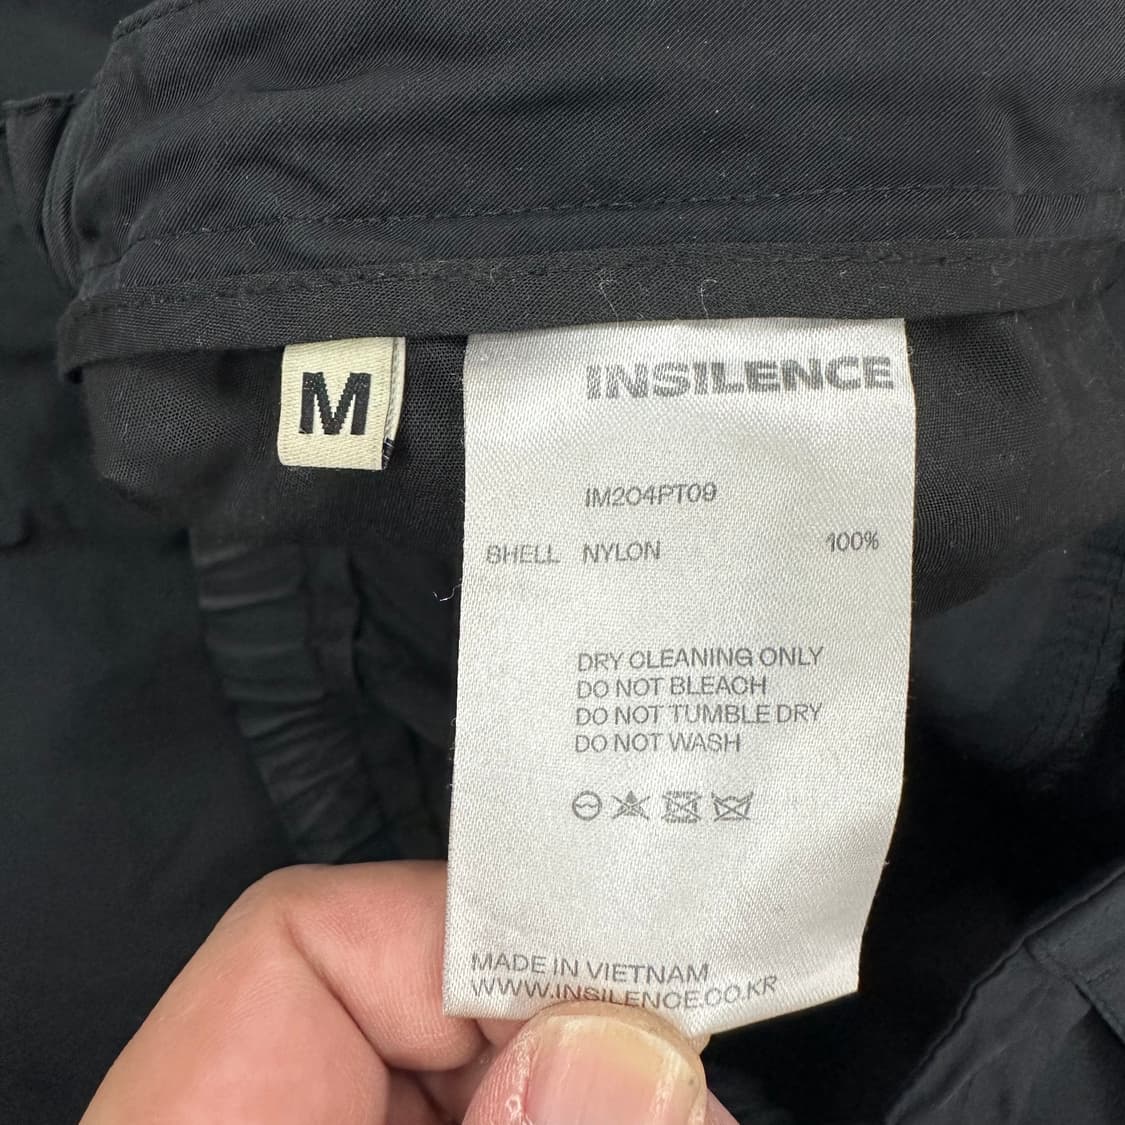 M
INSILENCE
IM204PT09
SHELL NYLON 100%
DRY CLEANING ONLY
DO NOT BLEACH
DO NOT TUMBLE DRY
DO NOT WASH
MADE IN VIETNAM
WWW.INSILENCE.CO.KR